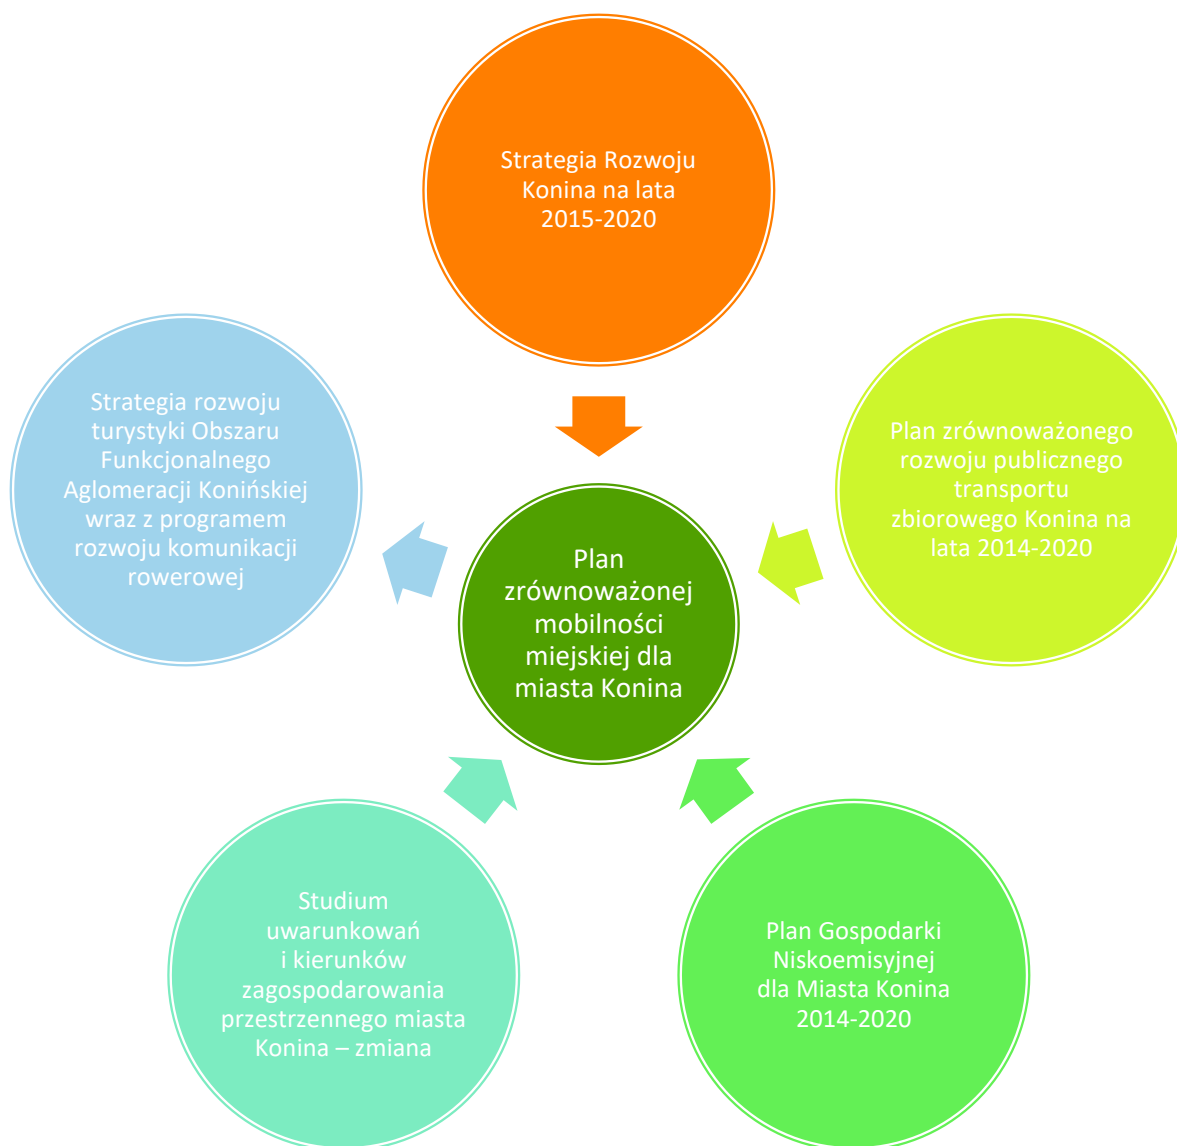 Strategia Rozwoju
Konina na lata
2015-2020
Strategia rozwoju
turystyki Obszaru
Funkcjonalnego
Aglomeracji Konińskiej
wraz z programem
rozwoju komunikacji
rowerowej
Plan zrównoważonego
rozwoju publicznego
transportu
zbiorowego Konina na
lata 2014-2020
Plan
zrównoważonej
mobilności
miejskiej dla
miasta Konina
Studium
uwarunkowań
i kierunków
zagospodarowania
przestrzennego miasta
Konina – zmiana
Plan Gospodarki
Niskoemisyjnej
dla Miasta Konina
2014-2020